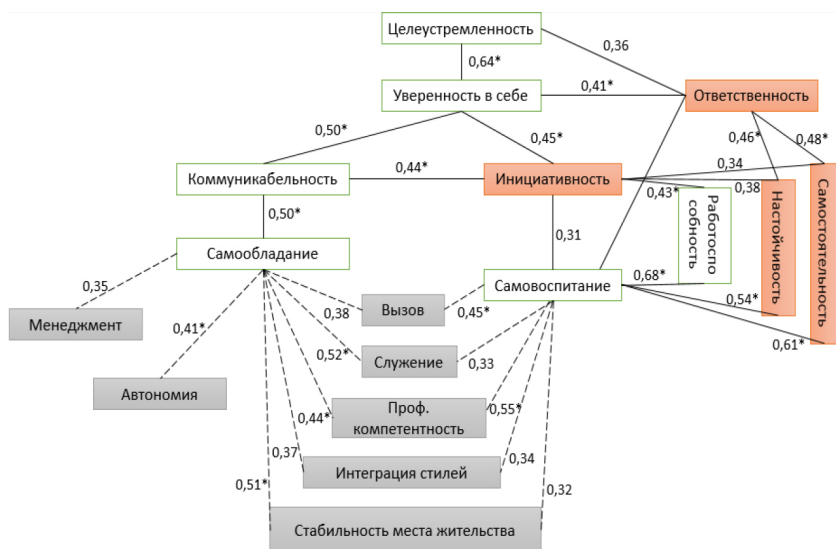 Целеустремленность
0,36
0,64*
Уверенность в себе
0,41*
Ответственность
0,50*
0,45*
0,46*
0,48*
Коммуникабельность
0,44*
Инициативность
0,34
0,43*
0,38
Работоспо
собность
Настойчивость
Самостоятельность
0,50*
0,31
Самообладание
Самовоспитание
0,68*
0,35
0,38
Вызов
0,45*
0,54*
Менеджмент
0,41*
0,52*
Служение
0,33
0,61*
Автономия
0,44*
Проф.
компетентность
0,55*
0,37
Интеграция стилей
0,34
0,51*
0,32
Стабильность места жительства